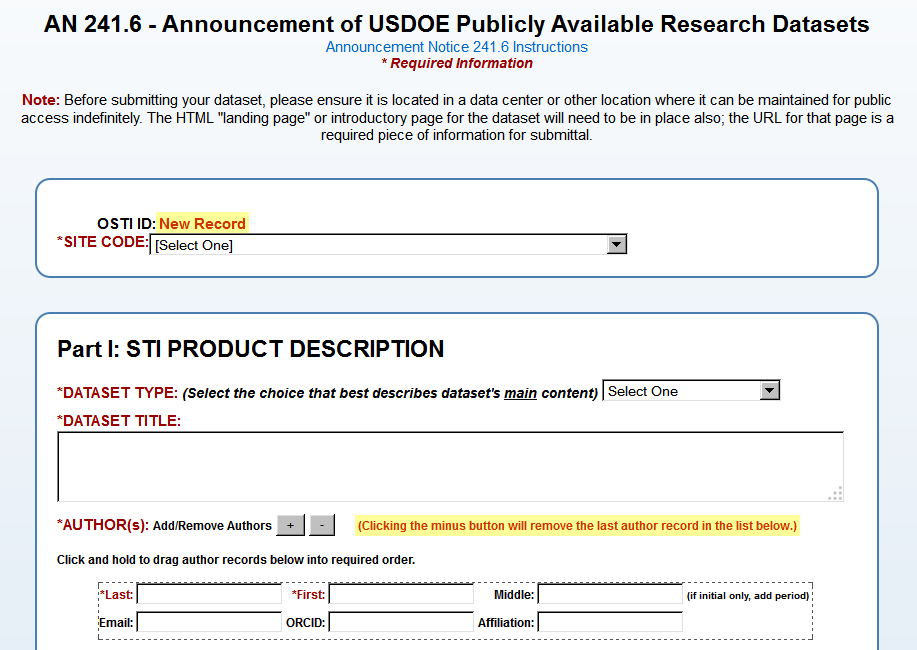 AN 241.6 - Announcement of USDOE Publicly Available Research Datasets
Announcement Notice 241.6 Instructions
* Required Information
Note: Before submitting your dataset, please ensure it is located in a data center or other location where it can be maintained for public
access indefinitely. The HTML "landing page" or introductory page for the dataset will need to be in place also; the URL for that page is a
required piece of information for submittal.
OSTI ID: New Record
*SITE CODE: [Select One]
Part I: STI PRODUCT DESCRIPTION
*DATASET TYPE: (Select the choice that best describes dataset's main content) Select One
*DATASET TITLE:
*AUTHOR(s): Add/Remove Authors + - (Clicking the minus button will remove the last author record in the list below.)
Click and hold to drag author records below into required order.
*Last: *First: Middle: (if initial only, add period)
Email: ORCID: Affiliation: